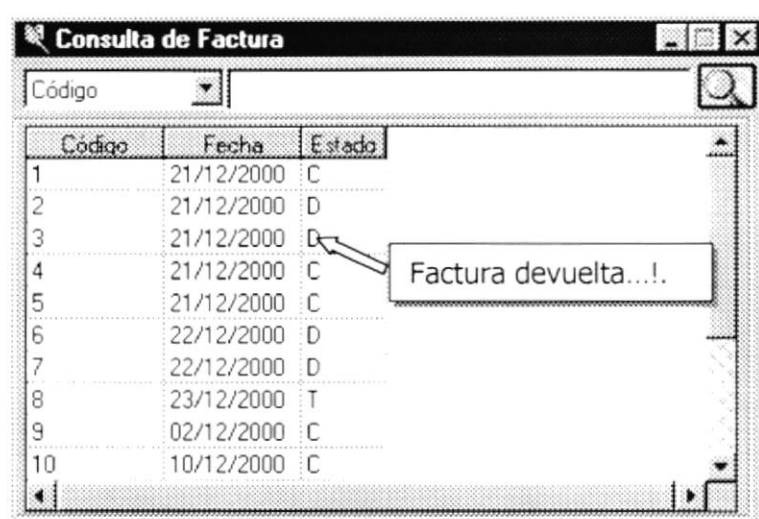 Consulta de Factura
Código
Código Fecha Estado
1 21/12/2000 C
2 21/12/2000 D
3 21/12/2000 D
4 21/12/2000 C
5 21/12/2000 C
6 22/12/2000 D
7 22/12/2000 D
8 23/12/2000 T
9 02/12/2000 C
10 10/12/2000 C
Factura devuelta...!.